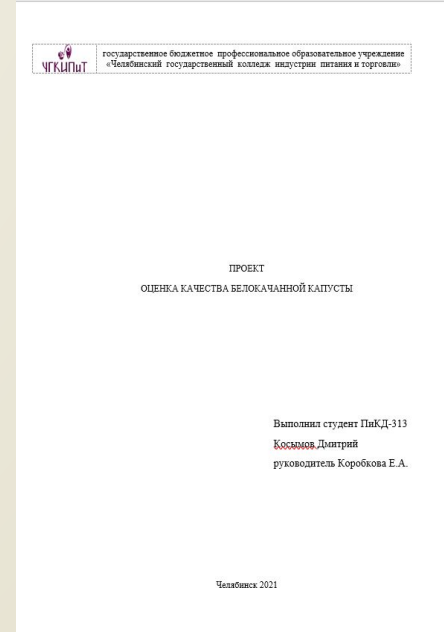 ЧГКИПиТ
государственное бюджетное профессиональное образовательное учреждение
«Челябинский государственный колледж индустрии питания и торговли»
ПРОЕКТ
ОЦЕНКА КАЧЕСТВА БЕЛОКАЧАННОЙ КАПУСТЫ
Выполнил студент ПиКД-313
Косымов Дмитрий
руководитель Коробкова Е.А.
Челябинск 2021